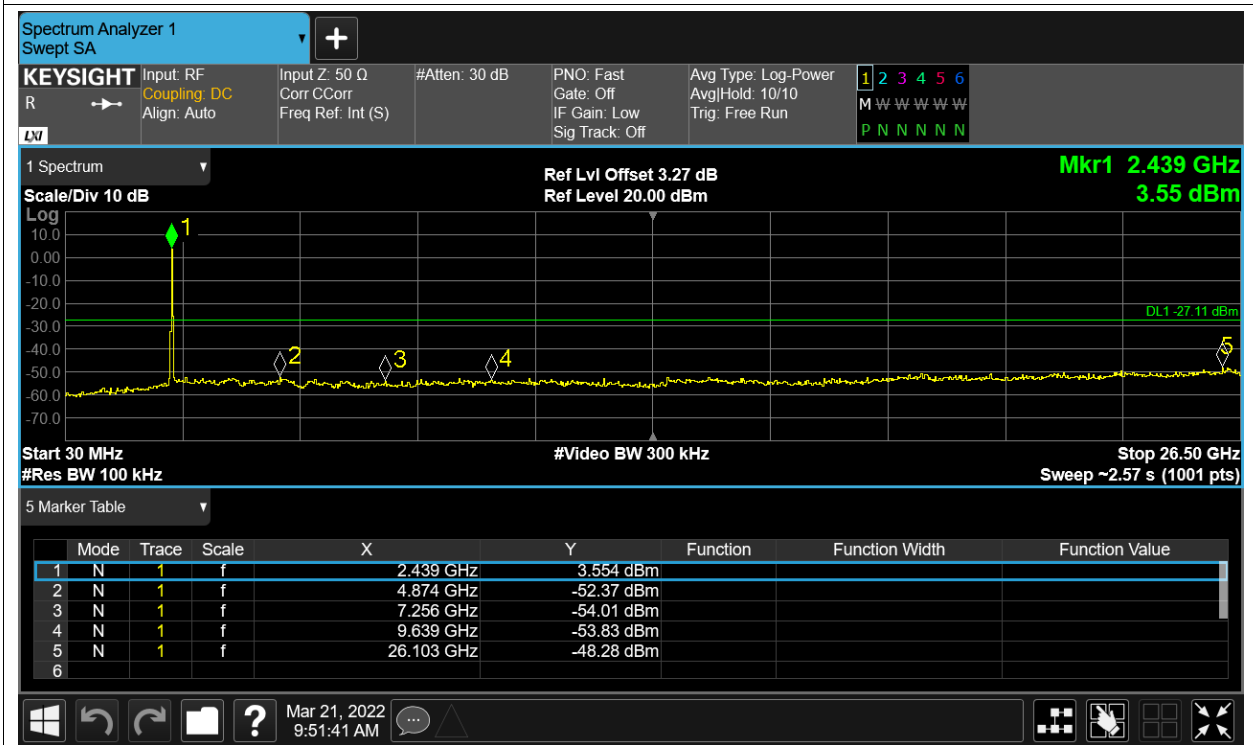 Spectrum Analyzer 1
Swept SA
KEYSIGHT Input: RF Input Z: 50 Ω #Atten: 30 dB PNO: Fast Avg Type: Log-Power 1 2 3 4 5 6
R Coupling: DC Corr CCorr Gate: Off Avg|Hold: 10/10 M W W W W W
Align: Auto Freq Ref: Int (S) IF Gain: Low Trig: Free Run
LXI Sig Track: Off P N N N N N
1 Spectrum Ref Lvl Offset 3.27 dB Mkr1 2.439 GHz
Scale/Div 10 dB Ref Level 20.00 dBm 3.55 dBm
Log
1
10.0
0.00
-10.0
-20.0
DL1 -27.11 dBm
-30.0
-40.0
2 3 4 5
-50.0
-60.0
-70.0
Start 30 MHz #Video BW 300 kHz Stop 26.50 GHz
#Res BW 100 kHz Sweep ~2.57 s (1001 pts)
5 Marker Table
Mode Trace Scale X Y Function Function Width Function Value
1 N 1 f 2.439 GHz 3.554 dBm
2 N 1 f 4.874 GHz -52.37 dBm
3 N 1 f 7.256 GHz -54.01 dBm
4 N 1 f 9.639 GHz -53.83 dBm
5 N 1 f 26.103 GHz -48.28 dBm
6
? Mar 21, 2022
9:51:41 AM